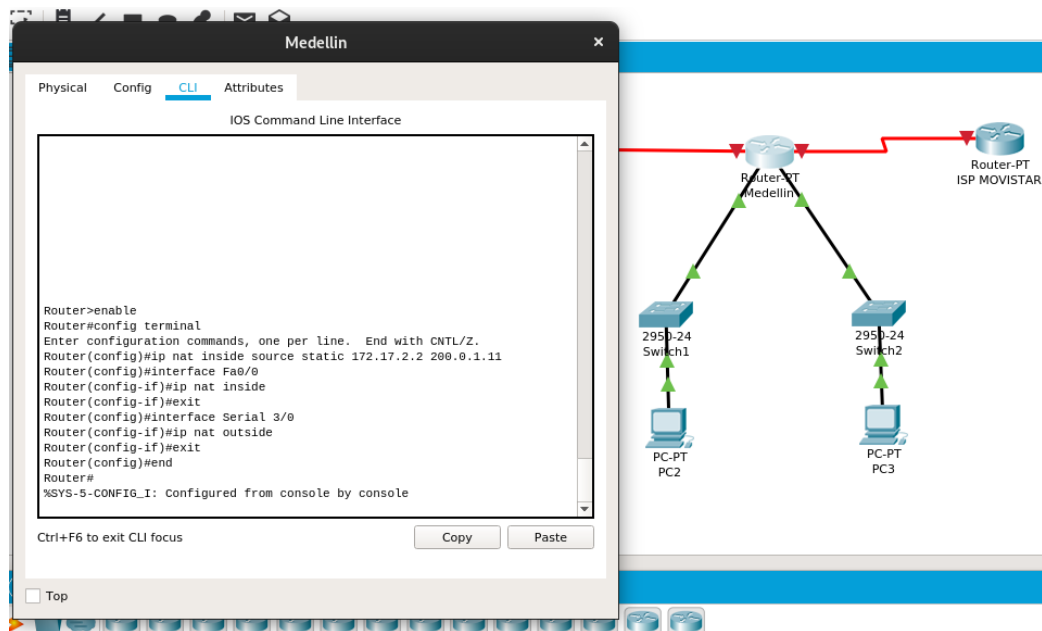 Medellin
Physical Config CLI Attributes
IOS Command Line Interface
Router>enable
Router#config terminal
Enter configuration commands, one per line.  End with CNTL/Z.
Router(config)#ip nat inside source static 172.17.2.2 200.0.1.11
Router(config)#interface Fa0/0
Router(config-if)#ip nat inside
Router(config-if)#exit
Router(config)#interface Serial 3/0
Router(config-if)#ip nat outside
Router(config-if)#exit
Router(config)#end
Router#
%SYS-5-CONFIG_I: Configured from console by console
Ctrl+F6 to exit CLI focus
Copy Paste
Top
Router-PT
Medellin
Router-PT
ISP MOVISTAR
2950-24
Switch1
2950-24
Switch2
PC-PT
PC2
PC-PT
PC3